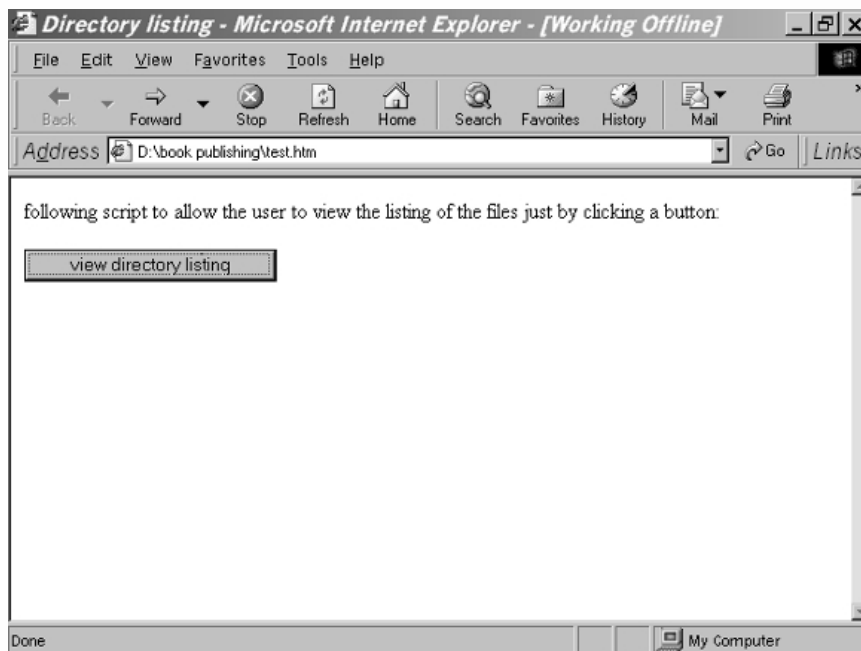 Directory listing - Microsoft Internet Explorer - [Working Offline]
File Edit View Favorites Tools Help
Back Forward Stop Refresh Home Search Favorites History Mail Print
Address D:\book publishing\test.htm Go Links
following script to allow the user to view the listing of the files just by clicking a button:
view directory listing
Done My Computer